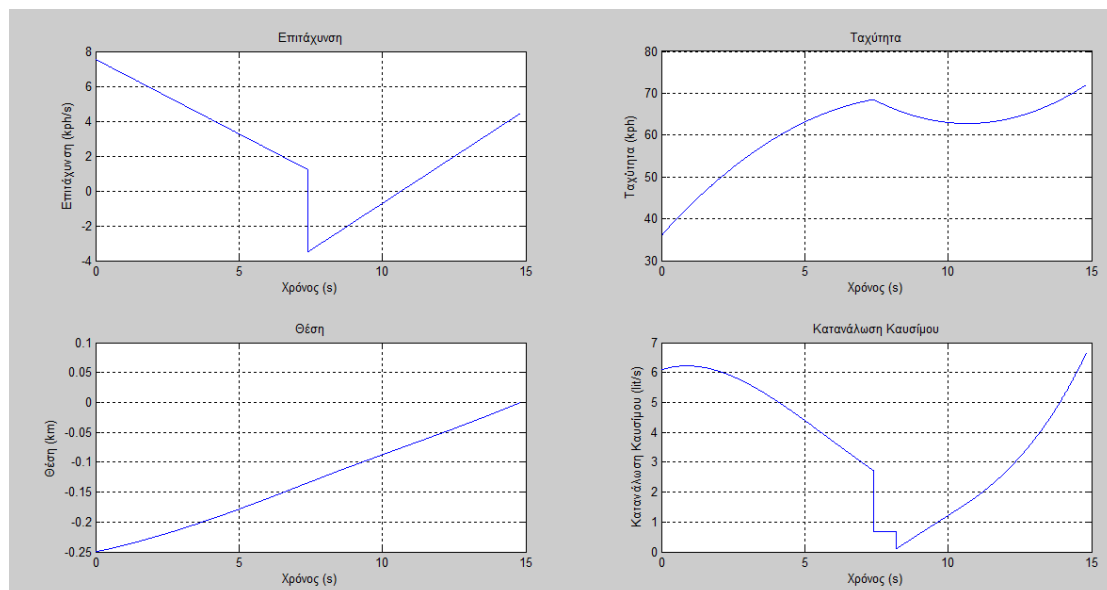 Επιτάχυνση
8
6
4
2
0
-2
-4
Επιτάχυνση (kph/s)
0 5 10 15
Χρόνος (s)
Ταχύτητα
80
70
60
50
40
30
Ταχύτητα (kph)
0 5 10 15
Χρόνος (s)
Θέση
0.1
0.05
0
-0.05
-0.1
-0.15
-0.2
-0.25
Θέση (km)
0 5 10 15
Χρόνος (s)
Κατανάλωση Καυσίμου
7
6
5
4
3
2
1
0
Κατανάλωση Καυσίμου (lit/s)
0 5 10 15
Χρόνος (s)